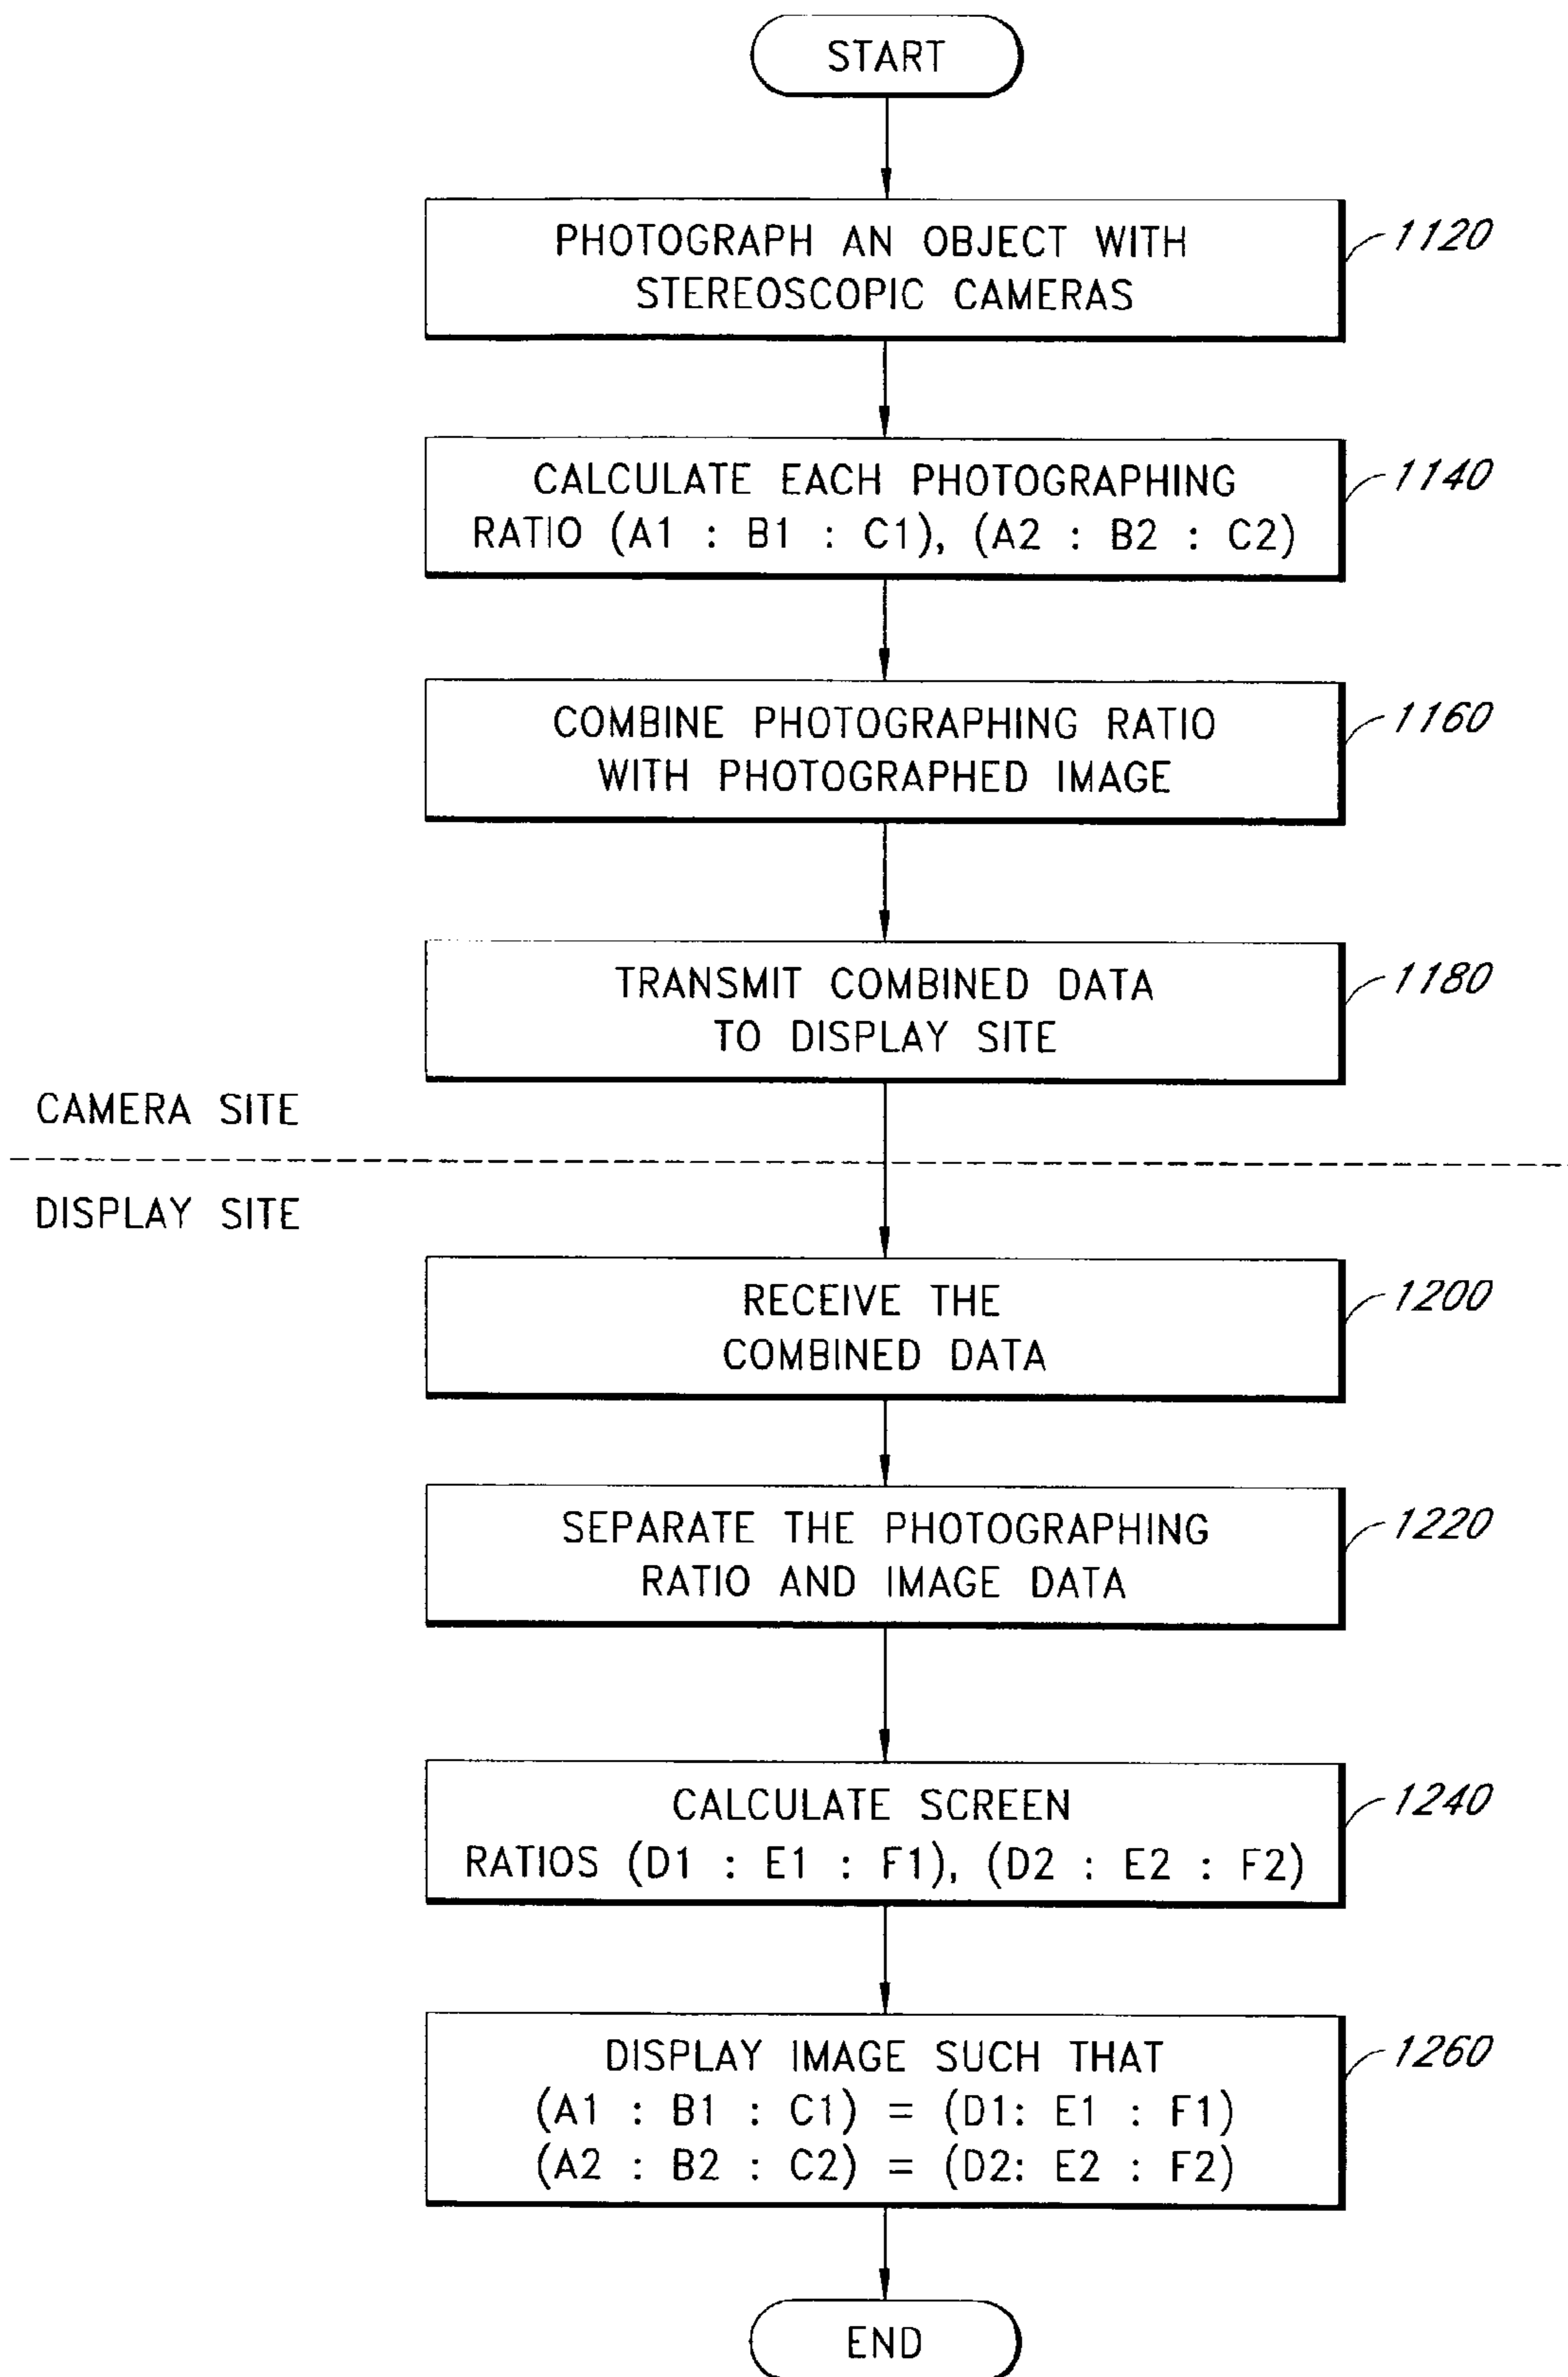 START
PHOTOGRAPH AN OBJECT WITH
STEREOSCOPIC CAMERAS
1120
CALCULATE EACH PHOTOGRAPHING
RATIO (A1 : B1 : C1), (A2 : B2 : C2)
1140
COMBINE PHOTOGRAPHING RATIO
WITH PHOTOGRAPHED IMAGE
1160
TRANSMIT COMBINED DATA
TO DISPLAY SITE
1180
CAMERA SITE
DISPLAY SITE
RECEIVE THE
COMBINED DATA
1200
SEPARATE THE PHOTOGRAPHING
RATIO AND IMAGE DATA
1220
CALCULATE SCREEN
RATIOS (D1 : E1 : F1), (D2 : E2 : F2)
1240
DISPLAY IMAGE SUCH THAT
(A1 : B1 : C1) = (D1: E1 : F1)
(A2 : B2 : C2) = (D2: E2 : F2)
1260
END